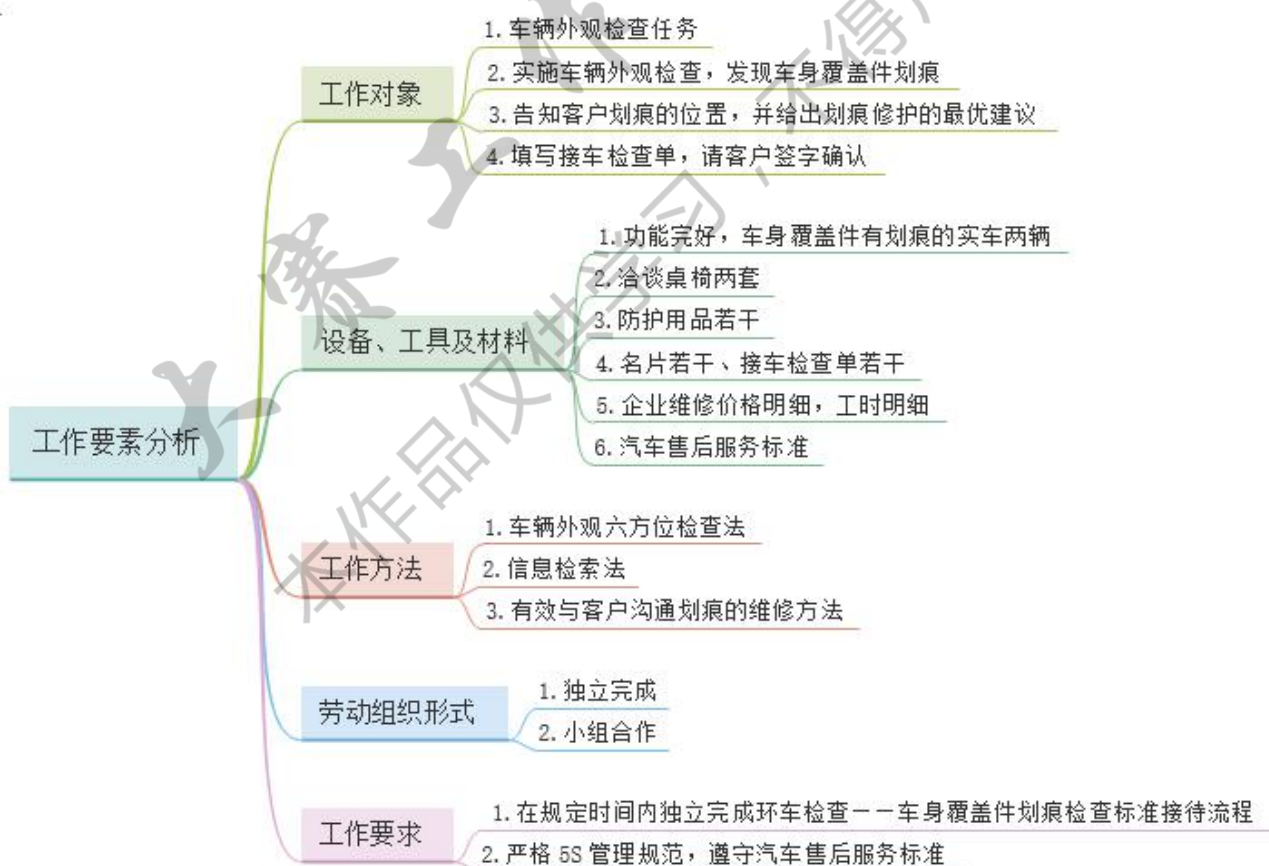 工作要素分析
工作对象
1. 车辆外观检查任务
2. 实施车辆外观检查，发现车身覆盖件划痕
3. 告知客户划痕的位置，并给出划痕修护的最优建议
4. 填写接车检查单，请客户签字确认
设备、工具及材料
1. 功能完好，车身覆盖件有划痕的实车两辆
2. 洽谈桌椅两套
3. 防护用品若干
4. 名片若干、接车检查单若干
5. 企业维修价格明细，工时明细
6. 汽车售后服务标准
工作方法
1. 车辆外观六方位检查法
2. 信息检索法
3. 有效与客户沟通划痕的维修方法
劳动组织形式
1. 独立完成
2. 小组合作
工作要求
1. 在规定时间内独立完成环车检查－－车身覆盖件划痕检查标准接待流程
2. 严格 5S 管理规范，遵守汽车售后服务标准
大赛工作
本作品仅供学习，不得